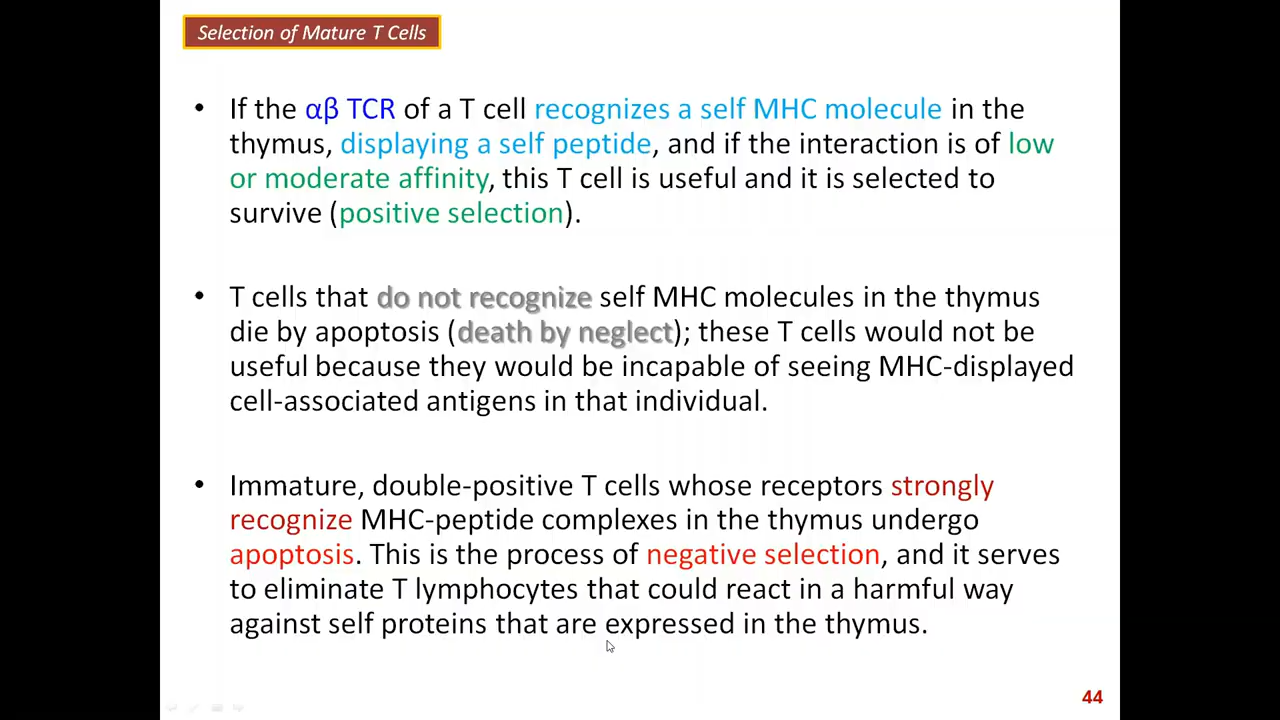 Selection of Mature T Cells
• If the αβ TCR of a T cell recognizes a self MHC molecule in the
thymus, displaying a self peptide, and if the interaction is of low
or moderate affinity, this T cell is useful and it is selected to
survive (positive selection).
• T cells that do not recognize self MHC molecules in the thymus
die by apoptosis (death by neglect); these T cells would not be
useful because they would be incapable of seeing MHC-displayed
cell-associated antigens in that individual.
• Immature, double-positive T cells whose receptors strongly
recognize MHC-peptide complexes in the thymus undergo
apoptosis. This is the process of negative selection, and it serves
to eliminate T lymphocytes that could react in a harmful way
against self proteins that are expressed in the thymus.
44